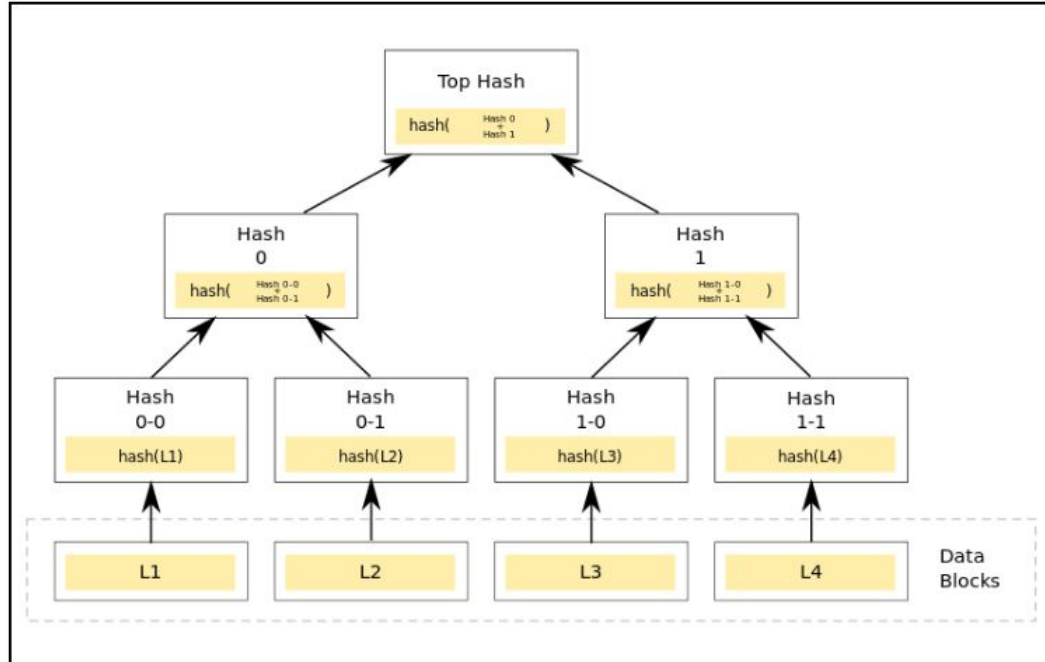 Top Hash
hash( Hash 0 + Hash 1 )
Hash
0
hash( Hash 0-0 + Hash 0-1 )
Hash
1
hash( Hash 1-0 + Hash 1-1 )
Hash
0-0
hash(L1)
Hash
0-1
hash(L2)
Hash
1-0
hash(L3)
Hash
1-1
hash(L4)
L1
L2
L3
L4
Data
Blocks